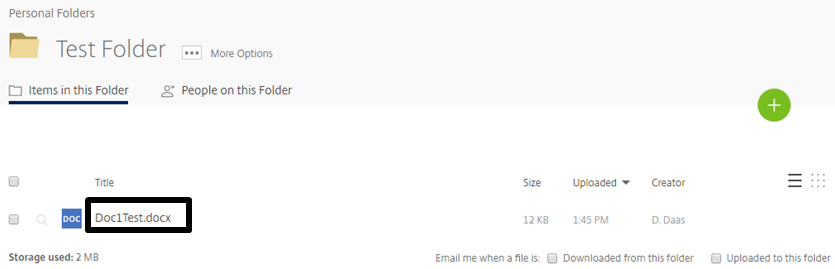 Personal Folders
Test Folder ... More Options
Items in this Folder People on this Folder
+
Title Size Uploaded Creator
DOC Doc1Test.docx 12 KB 1:45 PM D. Daas
Storage used: 2 MB Email me when a file is: Downloaded from this folder Uploaded to this folder